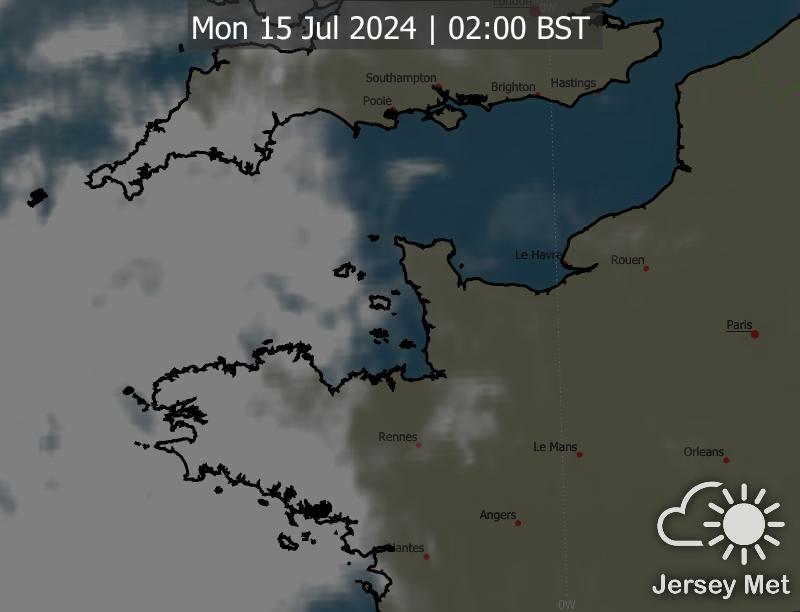 London
Mon 15 Jul 2024 | 02:00 BST
Southampton
Brighton
Hastings
Poole
Le Havre
Rouen
Paris
Rennes
Le Mans
Orleans
Angers
Nantes
Jersey Met
0W